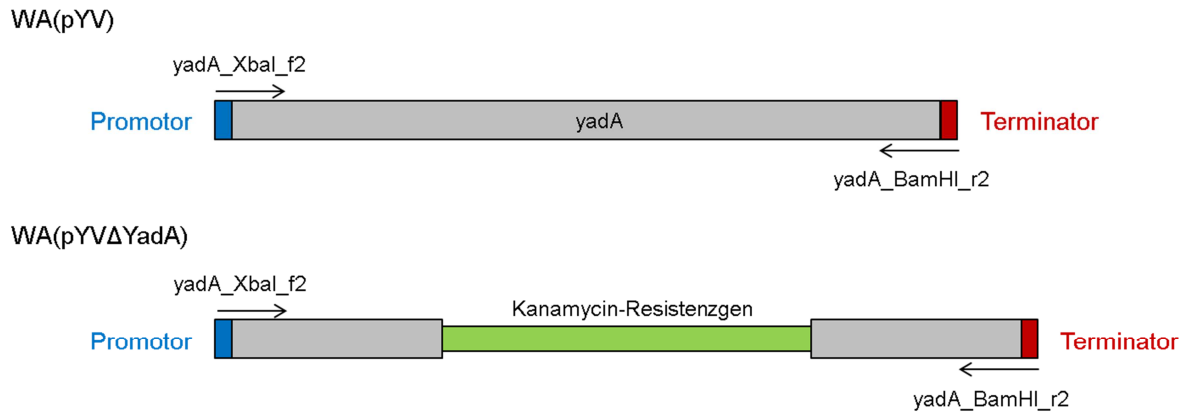 WA(pYV)
yadA_XbaI_f2
Promotor
yadA
Terminator
yadA_BamHI_r2
WA(pYVΔYadA)
yadA_XbaI_f2
Kanamycin-Resistenzgen
Promotor
Terminator
yadA_BamHI_r2